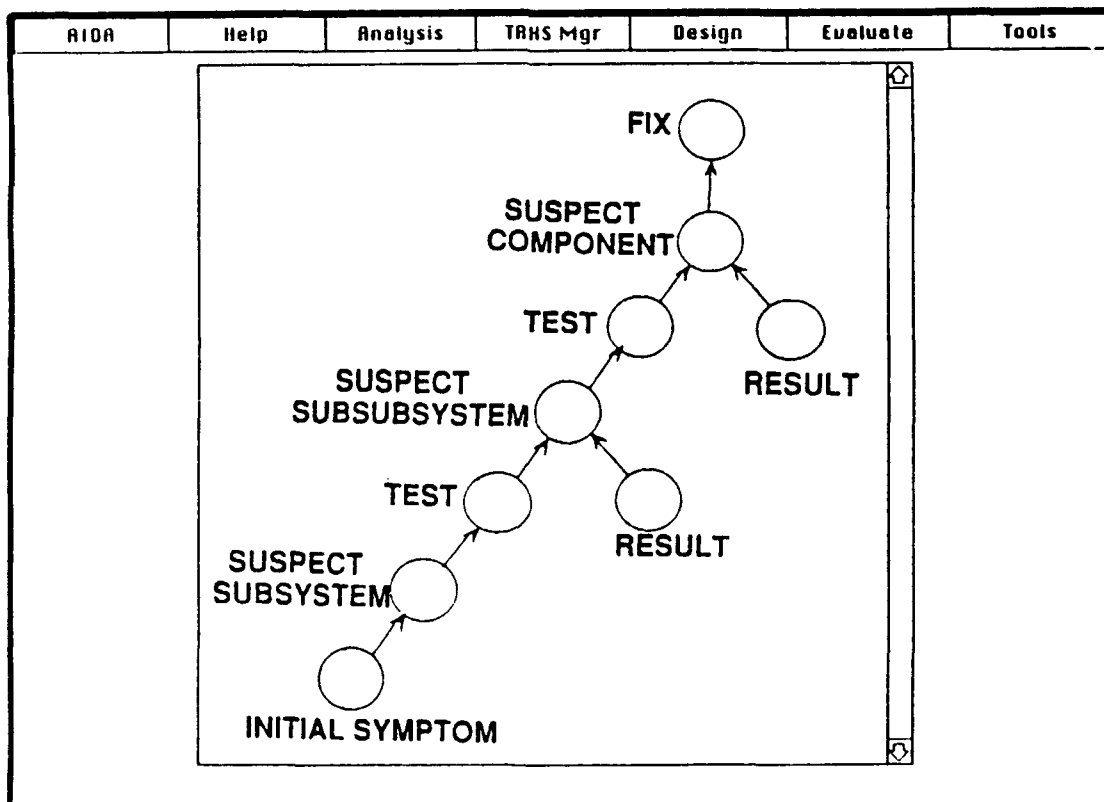 AIDA Help Analysis TRXS Mgr Design Evaluate Tools
FIX
SUSPECT
COMPONENT
TEST
RESULT
SUSPECT
SUBSUBSYSTEM
TEST
RESULT
SUSPECT
SUBSYSTEM
INITIAL SYMPTOM